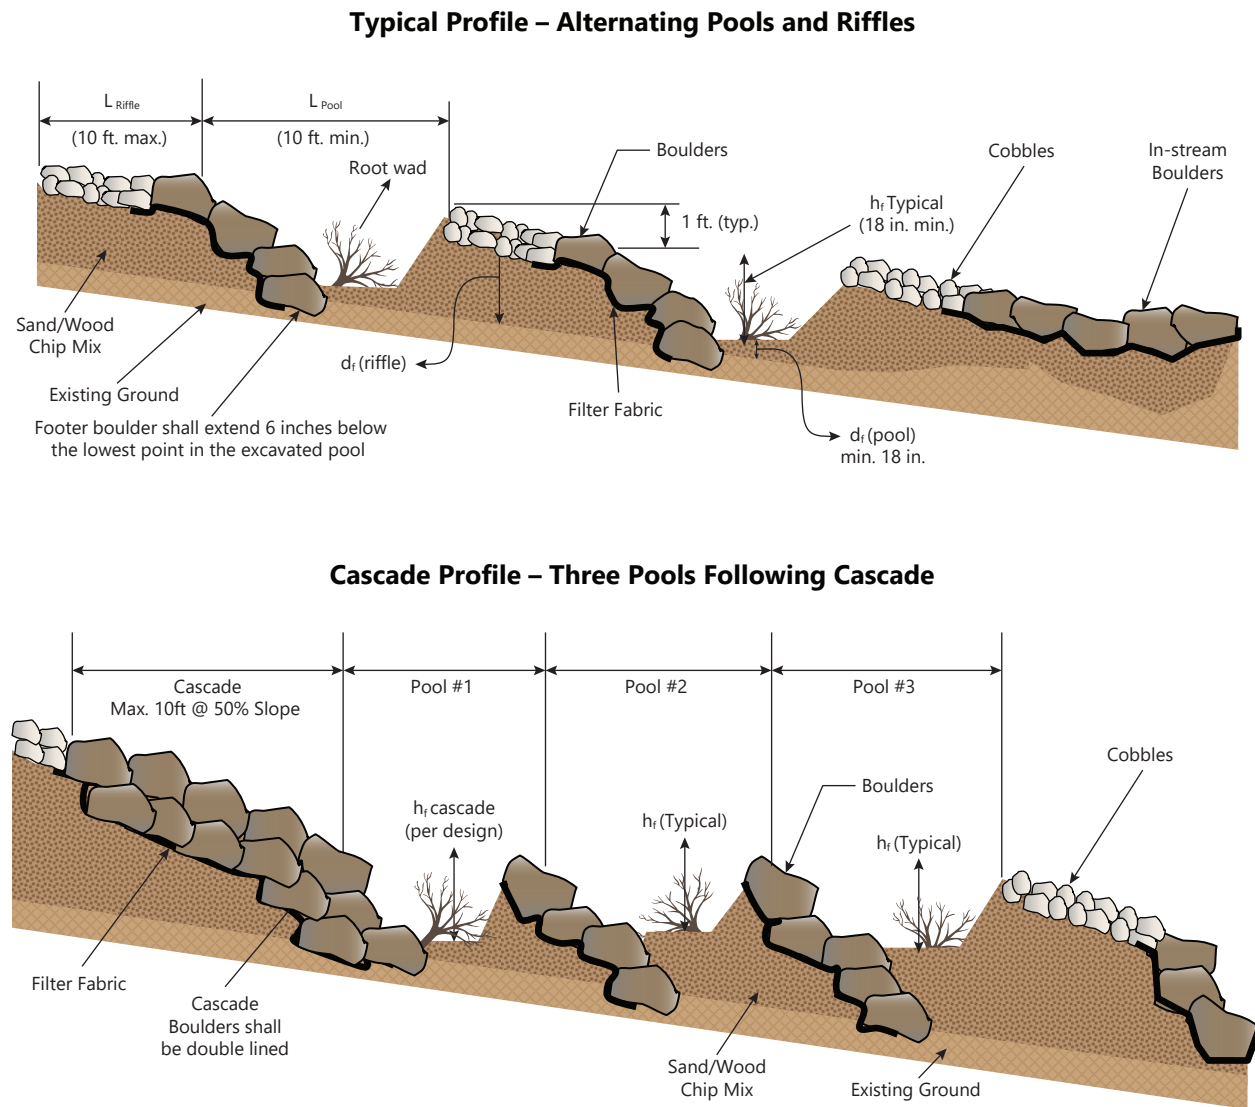 Typical Profile – Alternating Pools and Riffles
L Riffle
(10 ft. max.)
L Pool
(10 ft. min.)
Root wad
Boulders
1 ft. (typ.)
hf Typical
(18 in. min.)
Cobbles
In-stream
Boulders
Sand/Wood
Chip Mix
Existing Ground
Footer boulder shall extend 6 inches below
the lowest point in the excavated pool
df (riffle)
Filter Fabric
df (pool)
min. 18 in.
Cascade Profile – Three Pools Following Cascade
Cascade
Max. 10ft @ 50% Slope
Pool #1
Pool #2
Pool #3
hf cascade
(per design)
hf (Typical)
Boulders
hf (Typical)
Cobbles
Filter Fabric
Cascade
Boulders shall
be double lined
Sand/Wood
Chip Mix
Existing Ground